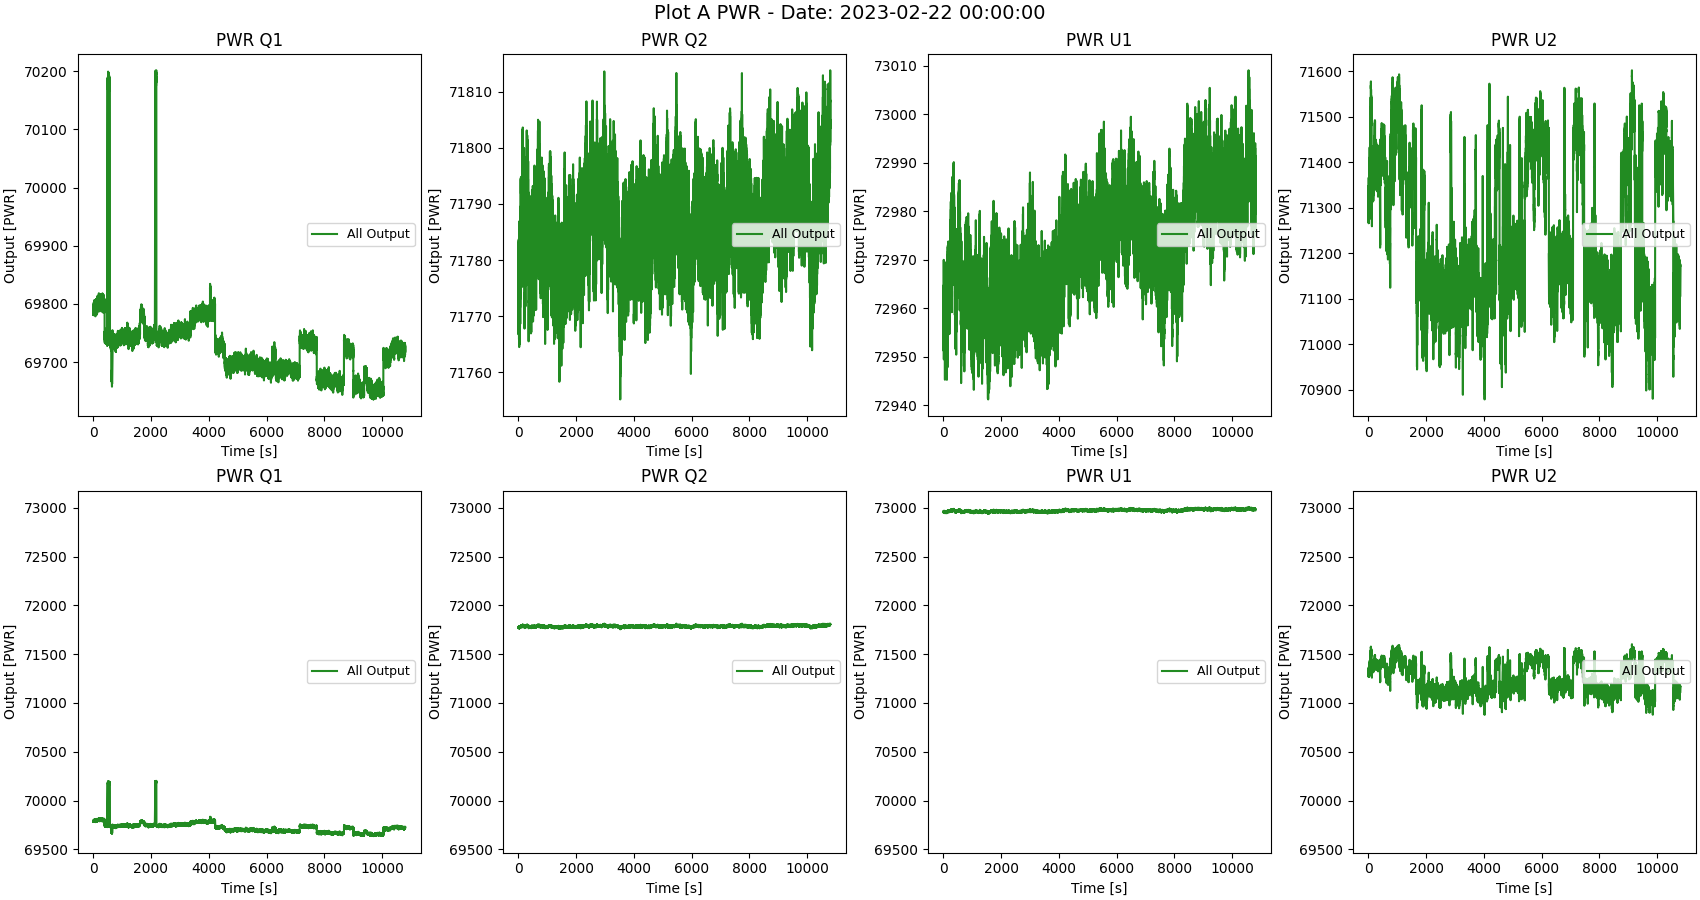 Plot A PWR - Date: 2023-02-22 00:00:00
PWR Q1
PWR Q2
PWR U1
PWR U2
Output [PWR]
70200
70100
70000
69900
69800
69700
All Output
0 2000 4000 6000 8000 10000
Time [s]
Output [PWR]
71810
71800
71790
71780
71770
71760
All Output
0 2000 4000 6000 8000 10000
Time [s]
Output [PWR]
73010
73000
72990
72980
72970
72960
72950
72940
All Output
0 2000 4000 6000 8000 10000
Time [s]
Output [PWR]
71600
71500
71400
71300
71200
71100
71000
70900
All Output
0 2000 4000 6000 8000 10000
Time [s]
PWR Q1
PWR Q2
PWR U1
PWR U2
Output [PWR]
73000
72500
72000
71500
71000
70500
70000
69500
All Output
0 2000 4000 6000 8000 10000
Time [s]
Output [PWR]
73000
72500
72000
71500
71000
70500
70000
69500
All Output
0 2000 4000 6000 8000 10000
Time [s]
Output [PWR]
73000
72500
72000
71500
71000
70500
70000
69500
All Output
0 2000 4000 6000 8000 10000
Time [s]
Output [PWR]
73000
72500
72000
71500
71000
70500
70000
69500
All Output
0 2000 4000 6000 8000 10000
Time [s]